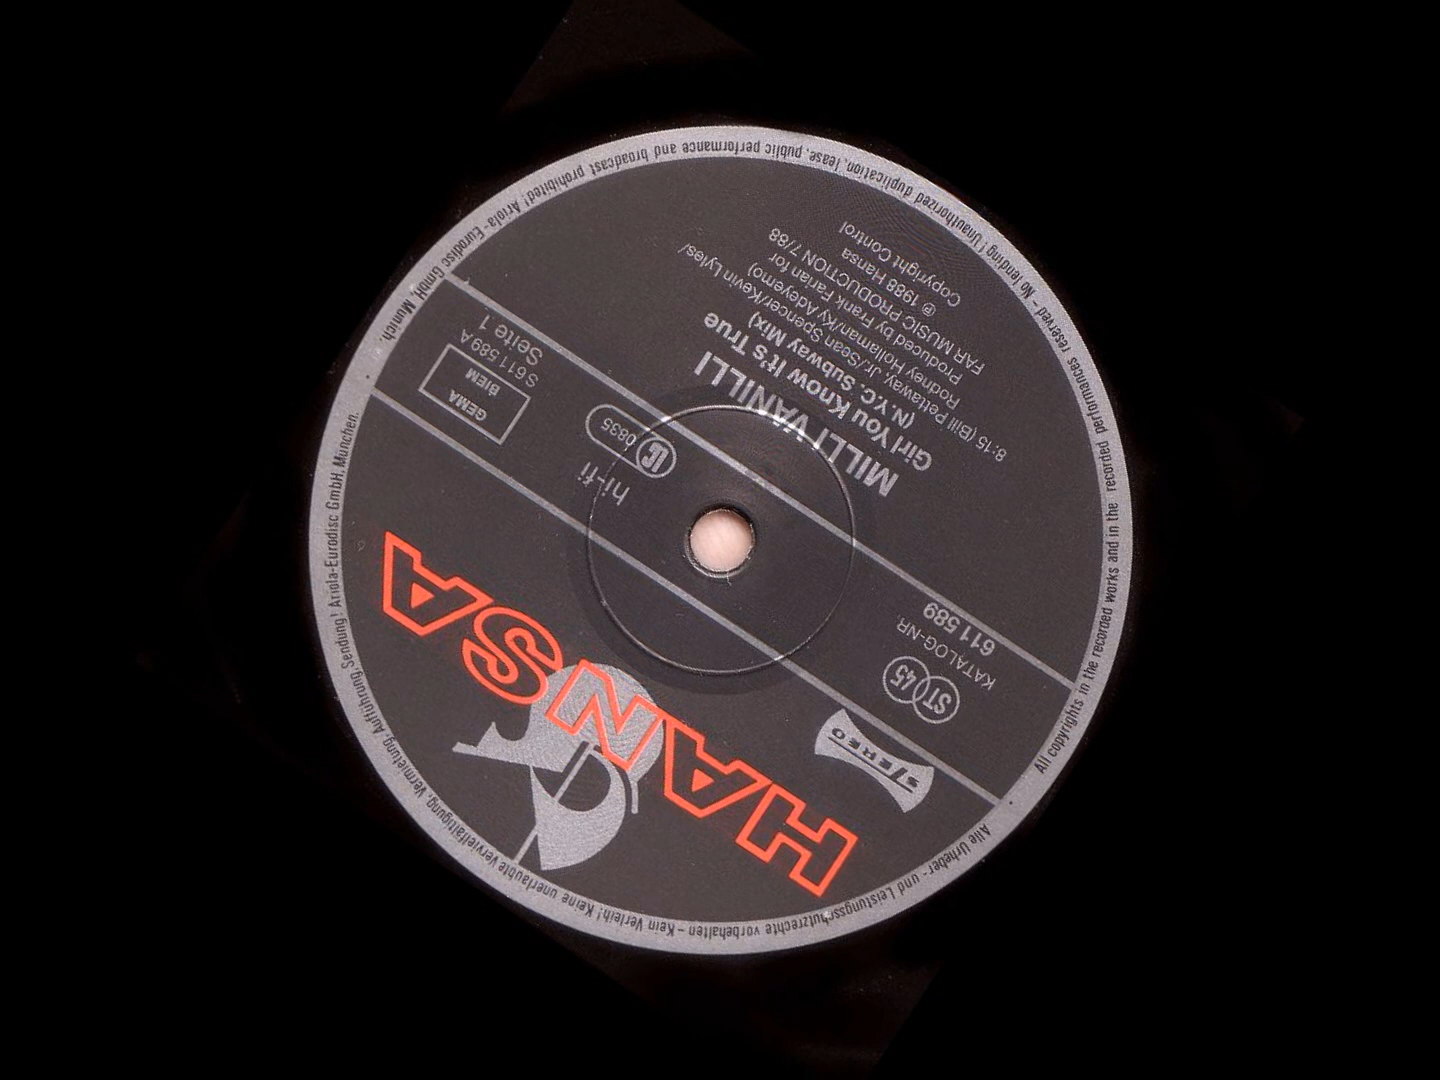 HANSA
STEREO
ST 45
KATALOG-NR.
611 589
hi-fi
LC 0835
GEMA
BIEM
S 611 589 A
Seite 1
MILLI VANILLI
Girl You Know It's True
(N.Y.C. Subway Mix)
8:15 (Bill Pettaway, Jr./Sean Spencer/Kevin Lyles/
Rodney Hollaman/Ky Adeyemo)
Produced by Frank Farian for
FAR MUSIC PRODUCTION 7/88
℗ 1988 Hansa
Copyright Control
Alle Urheber- und Leistungsschutzrechte vorbehalten - Kein Verleih! Keine unerlaubte Vervielfältigung, Vermietung, Aufführung, Sendung! Ariola-Eurodisc GmbH, München.
All copyrights in the recorded works and in the recorded performances reserved - No lending! Unauthorized duplication, lease, public performance and broadcast prohibited! Ariola-Eurodisc GmbH, Munich.